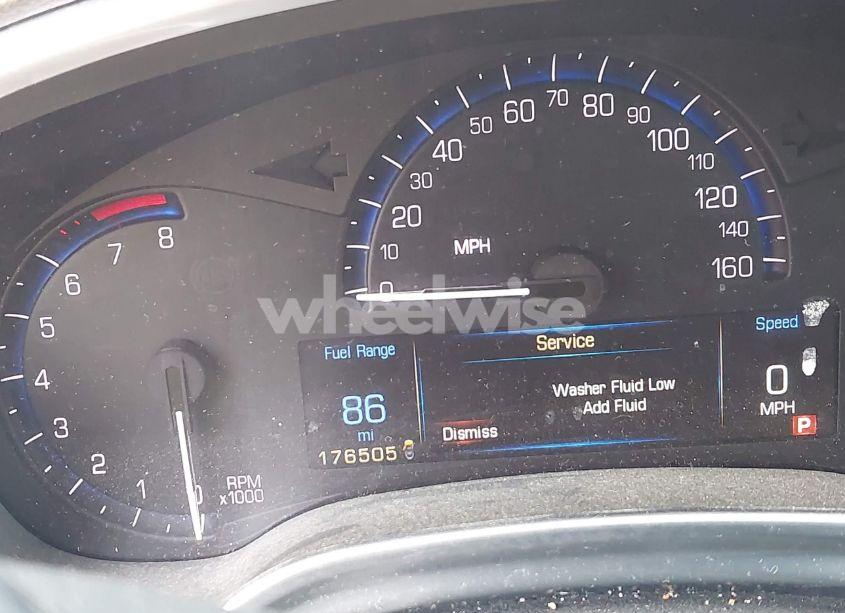 0
10
20
30
40
50
60
70
80
90
100
110
120
140
160
MPH
8
7
6
5
4
3
2
1
0
RPM
x1000
wheelwise
Fuel Range
86
mi
176505
Service
Washer Fluid Low
Add Fluid
Dismiss
Speed
0
MPH
P